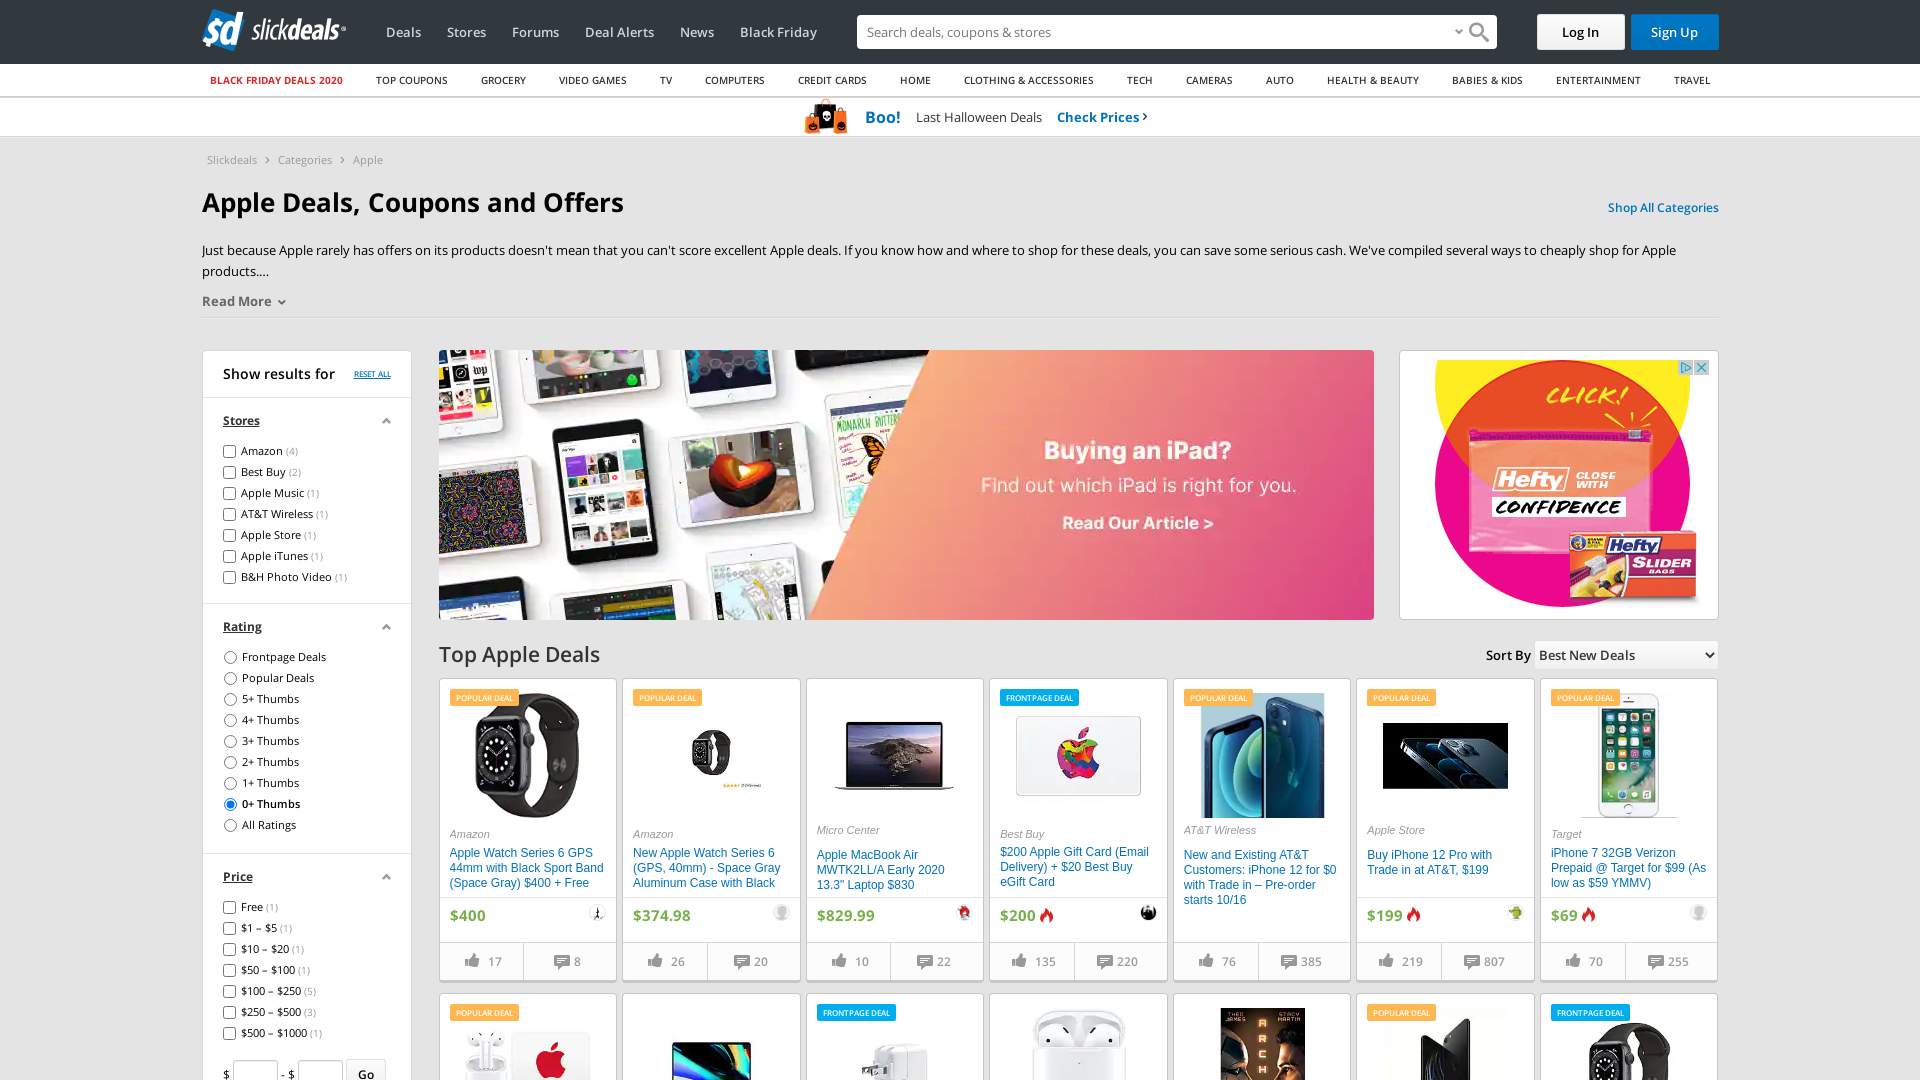 sd slickdeals
Deals
Stores
Forums
Deal Alerts
News
Black Friday
Search deals, coupons & stores
Log In
Sign Up
BLACK FRIDAY DEALS 2020
TOP COUPONS
GROCERY
VIDEO GAMES
TV
COMPUTERS
CREDIT CARDS
HOME
CLOTHING & ACCESSORIES
TECH
CAMERAS
AUTO
HEALTH & BEAUTY
BABIES & KIDS
ENTERTAINMENT
TRAVEL
Boo! Last Halloween Deals Check Prices
Slickdeals > Categories > Apple
Apple Deals, Coupons and Offers
Shop All Categories
Just because Apple rarely has offers on its products doesn't mean that you can't score excellent Apple deals. If you know how and where to shop for these deals, you can save some serious cash. We've compiled several ways to cheaply shop for Apple
products....
Read More
Show results for RESET ALL
Stores
Amazon (4)
Best Buy (2)
Apple Music (1)
AT&T Wireless (1)
Apple Store (1)
Apple iTunes (1)
B&H Photo Video (1)
Rating
Frontpage Deals
Popular Deals
5+ Thumbs
4+ Thumbs
3+ Thumbs
2+ Thumbs
1+ Thumbs
0+ Thumbs
All Ratings
Price
Free (1)
$1 – $5 (1)
$10 – $20 (1)
$50 – $100 (1)
$100 – $250 (5)
$250 – $500 (3)
$500 – $1000 (1)
$ - $ Go
MONARCH BUTTERF
Buying an iPad?
Find out which iPad is right for you.
Read Our Article >
CLICK!
Hefty CLOSE WITH
CONFIDENCE
Hefty
SLIDER
BAGS
Top Apple Deals
Sort By Best New Deals
POPULAR DEAL
Amazon
Apple Watch Series 6 GPS
44mm with Black Sport Band
(Space Gray) $400 + Free
$400
17
8
POPULAR DEAL
Amazon
New Apple Watch Series 6
(GPS, 40mm) - Space Gray
Aluminum Case with Black
$374.98
26
20
Micro Center
Apple MacBook Air
MWTK2LL/A Early 2020
13.3" Laptop $830
$829.99
10
22
FRONTPAGE DEAL
Best Buy
$200 Apple Gift Card (Email
Delivery) + $20 Best Buy
eGift Card
$200
135
220
POPULAR DEAL
AT&T Wireless
New and Existing AT&T
Customers: iPhone 12 for $0
with Trade in – Pre-order
starts 10/16
76
385
POPULAR DEAL
Apple Store
Buy iPhone 12 Pro with
Trade in at AT&T, $199
$199
219
807
POPULAR DEAL
Target
iPhone 7 32GB Verizon
Prepaid @ Target for $99 (As
low as $59 YMMV)
$69
70
255
POPULAR DEAL
FRONTPAGE DEAL
THEO JAMES
STACY MARTIN
ARCH
POPULAR DEAL
FRONTPAGE DEAL